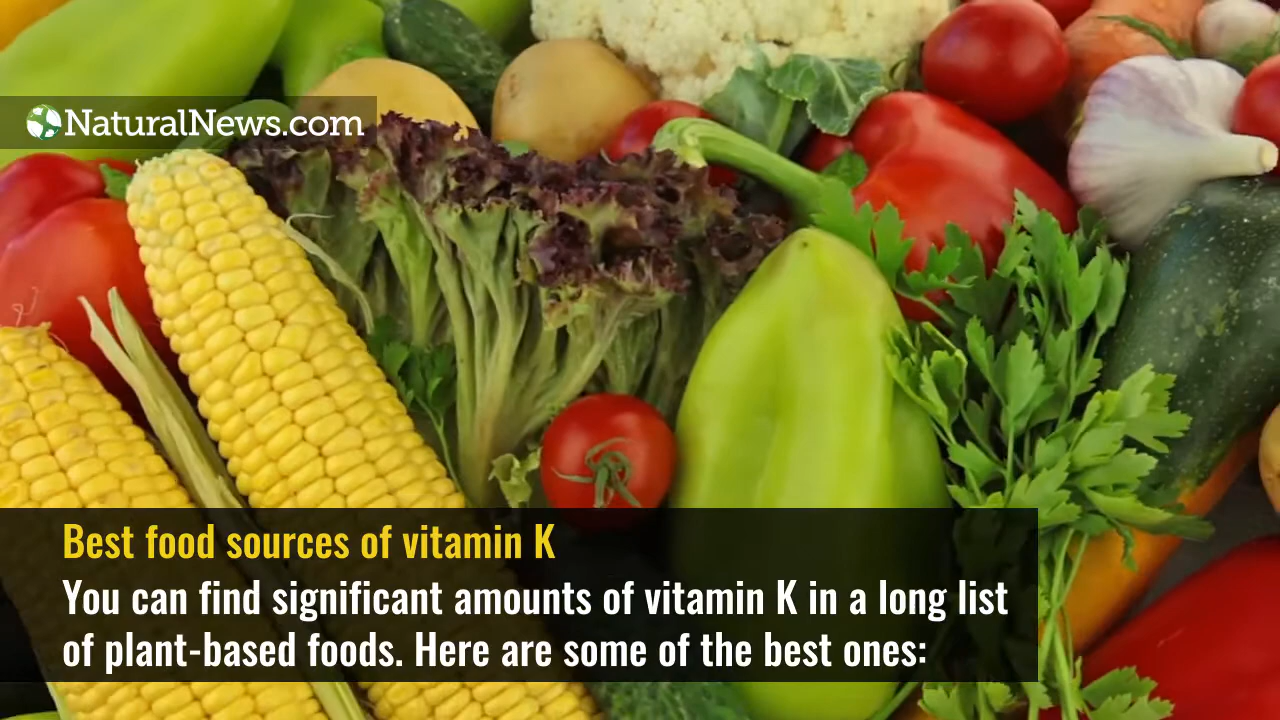 NaturalNews.com
Best food sources of vitamin K
You can find significant amounts of vitamin K in a long list
of plant-based foods. Here are some of the best ones: